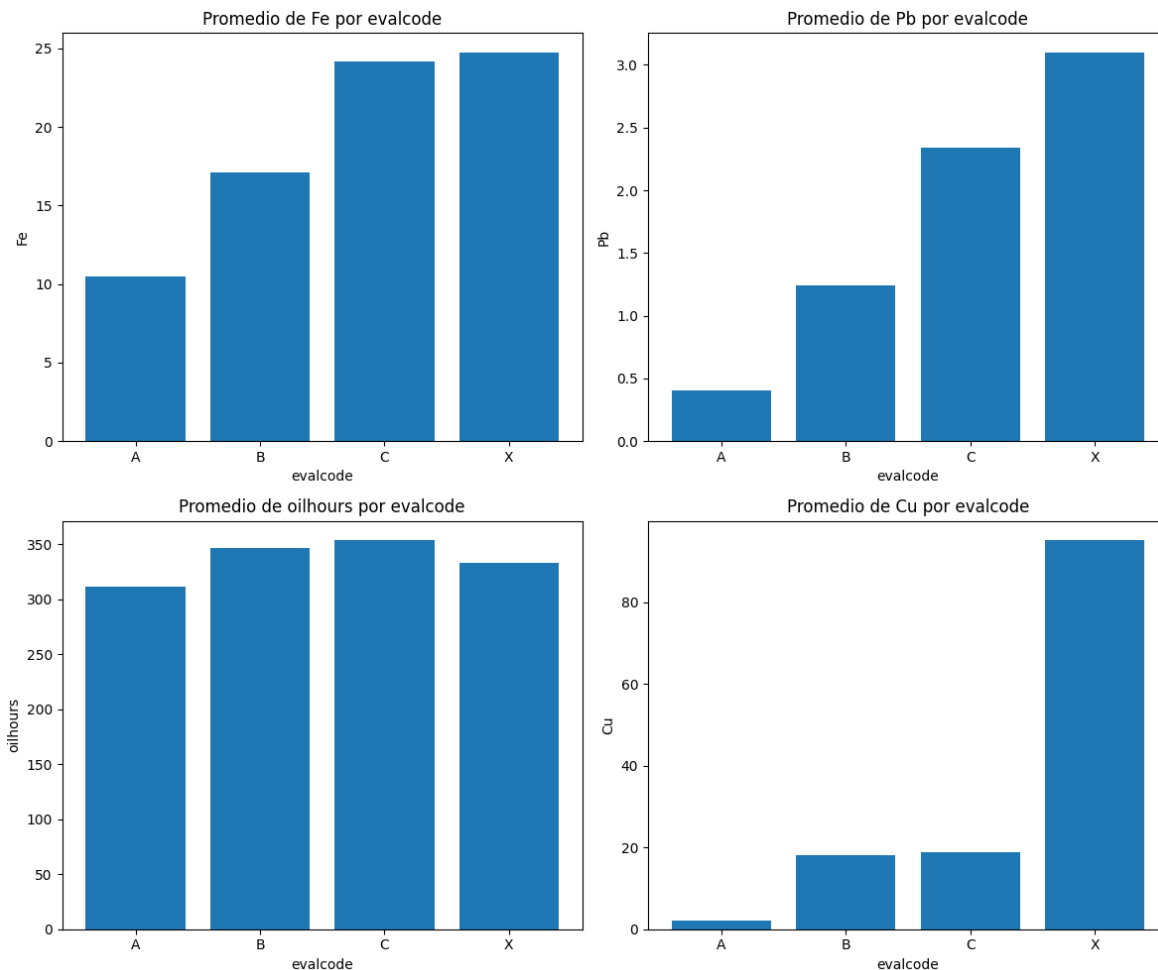 Promedio de Fe por evalcode
25
20
15
10
5
0
Fe
A B C X
evalcode
Promedio de Pb por evalcode
3.0
2.5
2.0
1.5
1.0
0.5
0.0
Pb
A B C X
evalcode
Promedio de oilhours por evalcode
350
300
250
200
150
100
50
0
oilhours
A B C X
evalcode
Promedio de Cu por evalcode
80
60
40
20
0
Cu
A B C X
evalcode